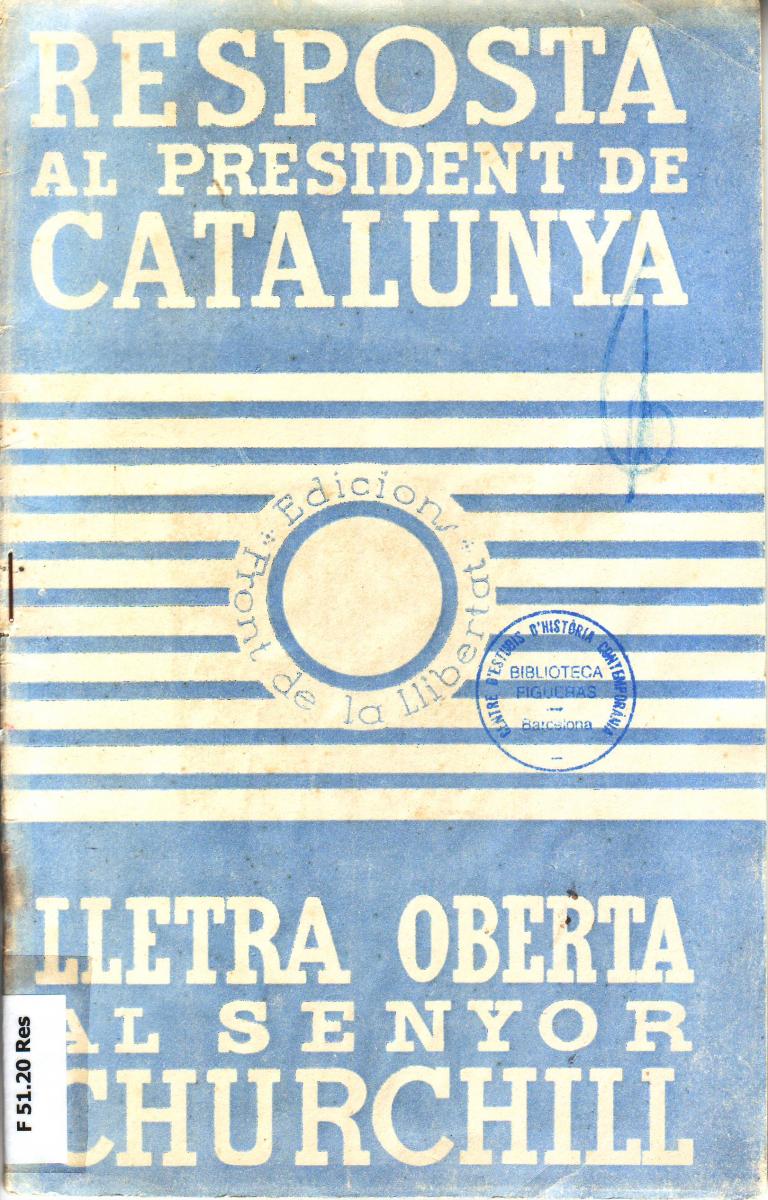 RESPOSTA
AL PRESIDENT DE
CATALUNYA
Edicions
Front de la Llibertat
CENTRE D'ESTUDIS D'HISTÒRIA CONTEMPORÀNIA
BIBLIOTECA
FIGUERAS
Barcelona
LLETRA OBERTA
AL SENYOR
CHURCHILL
F 51.20 Res